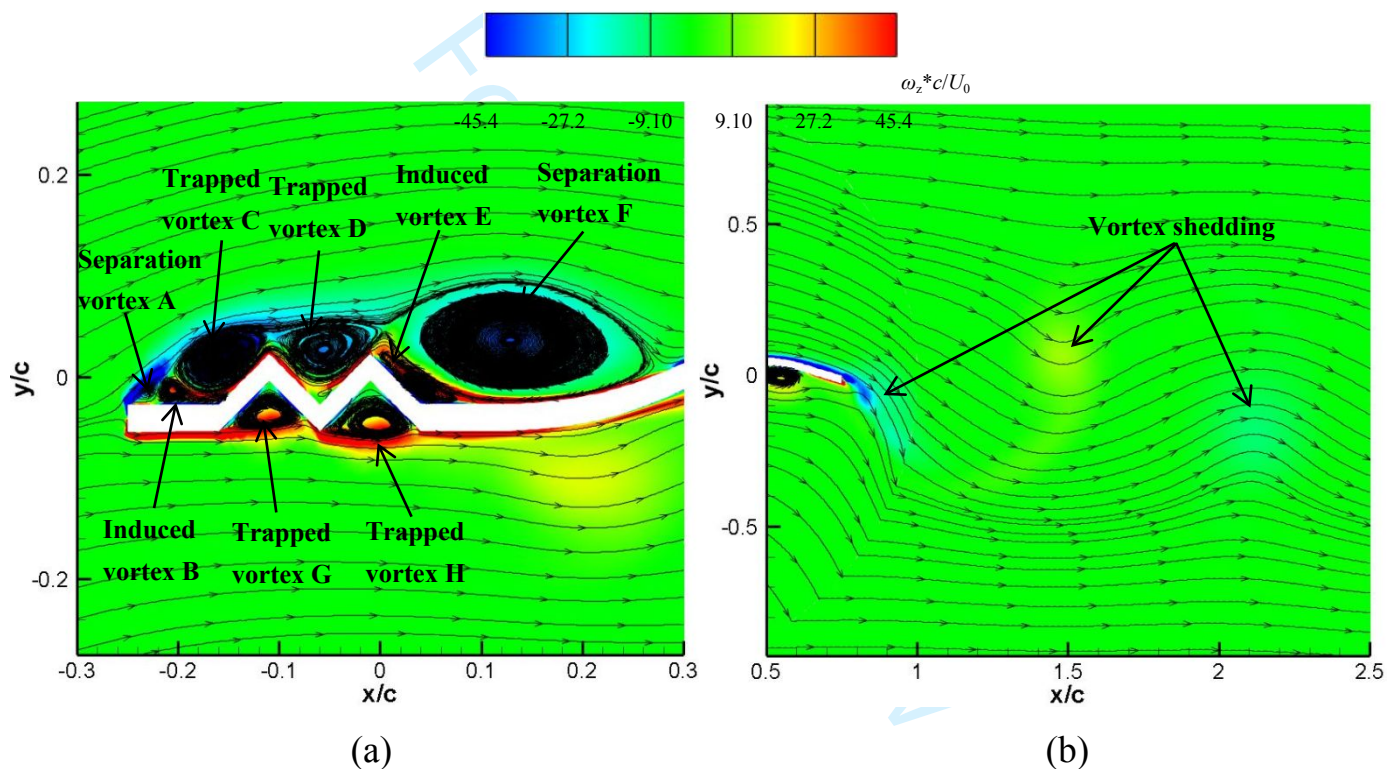 ω_z*c/U_0
-45.4 -27.2 -9.10 9.10 27.2 45.4
Trapped
vortex C
Trapped
vortex D
Induced
vortex E
Separation
vortex F
Separation
vortex A
Induced
vortex B
Trapped
vortex G
Trapped
vortex H
y/c
0.2
0
-0.2
-0.3 -0.2 -0.1 0 0.1 0.2 0.3
x/c
(a)
Vortex shedding
y/c
0.5
0
-0.5
0.5 1 1.5 2 2.5
x/c
(b)